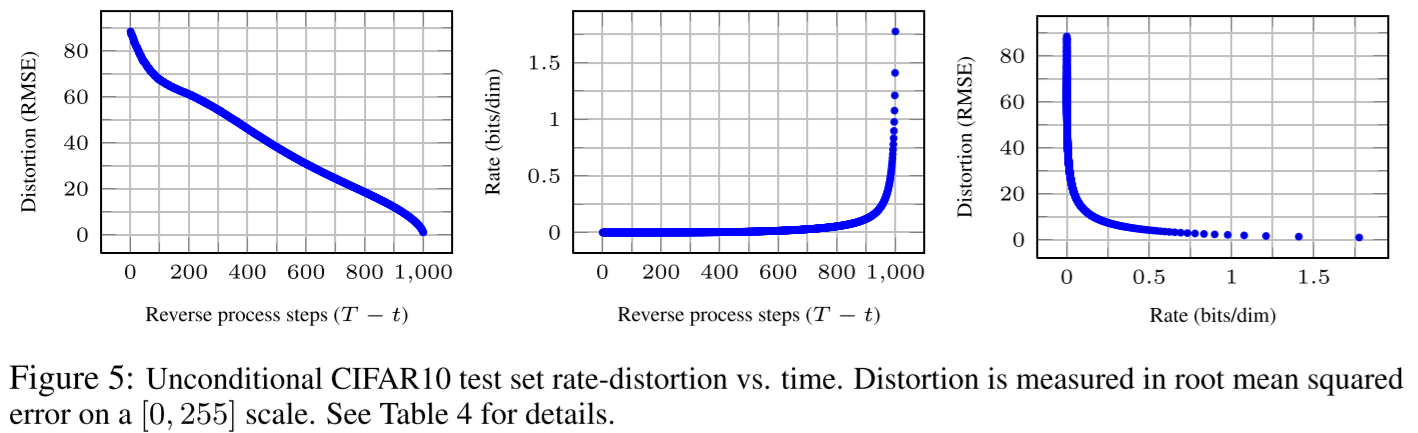 Distortion (RMSE)
80
60
40
20
0
0 200 400 600 800 1,000
Reverse process steps (T − t)
Rate (bits/dim)
1.5
1
0.5
0
0 200 400 600 800 1,000
Reverse process steps (T − t)
Distortion (RMSE)
80
60
40
20
0
0 0.5 1 1.5
Rate (bits/dim)
Figure 5: Unconditional CIFAR10 test set rate-distortion vs. time. Distortion is measured in root mean squared
error on a [0, 255] scale. See Table 4 for details.